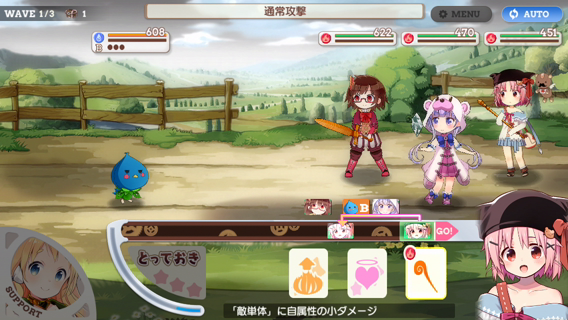 WAVE 1/3
1
通常攻撃
MENU
AUTO
608
B
622
470
451
B
GO!
とっておき
SUPPORT
「敵単体」に自属性の小ダメージ